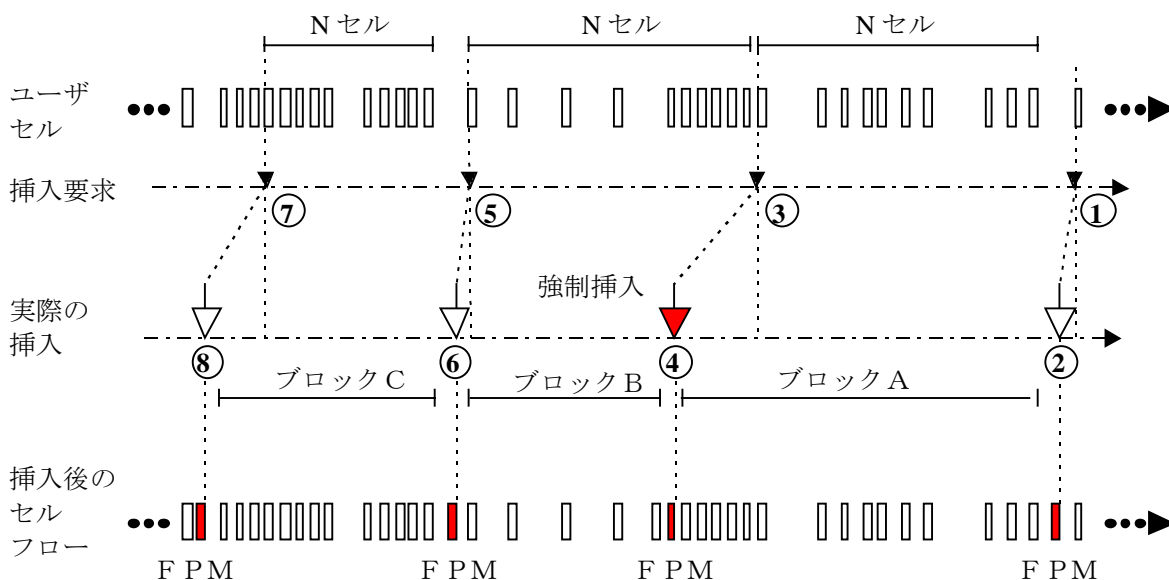 Nセル Nセル Nセル
ユーザ
セル
挿入要求
⑦ ⑤ ③ ①
強制挿入
実際の
挿入
⑧ ⑥ ④ ②
ブロックC ブロックB ブロックA
挿入後の
セル
フロー
FPM FPM FPM FPM